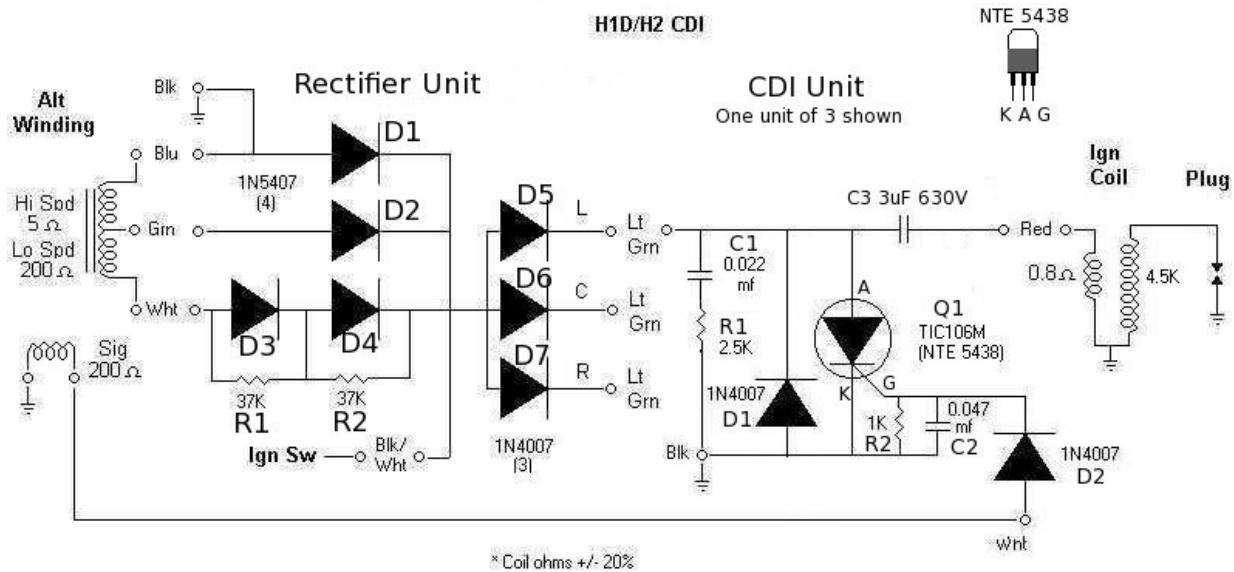 H1D/H2 CDI
NTE 5438
K A G
Rectifier Unit
CDI Unit
One unit of 3 shown
Alt
Winding
Blk
Blu
D1
1N5407
(4)
Hi Spd
5 Ω
Grn
D2
Lo Spd
200 Ω
Wht
D3
D4
37K
R1
37K
R2
Sig
200 Ω
Ign Sw
Blk/
Wht
D5
L
Lt
Grn
D6
C
Lt
Grn
D7
R
Lt
Grn
1N4007
(3)
C1
0.022
mf
R1
2.5K
Blk
1N4007
D1
C3 3uF 630V
A
Q1
TIC106M
(NTE 5438)
K
G
1K
R2
0.047
mf
C2
1N4007
D2
Wht
Ign
Coil
Plug
Red
0.8Ω
4.5K
* Coil ohms +/- 20%